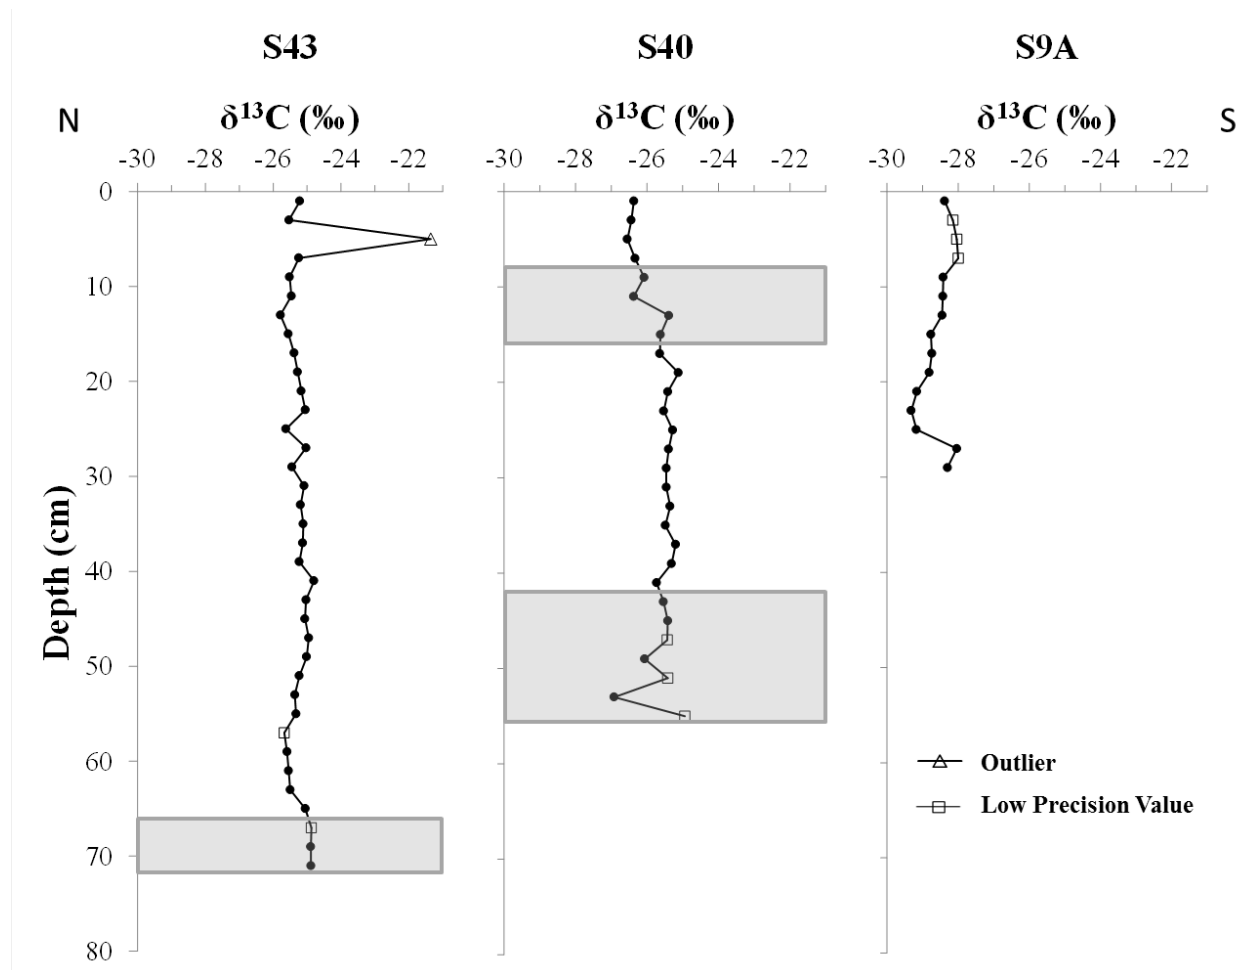 S43 S40 S9A
N δ¹³C (‰) δ¹³C (‰) δ¹³C (‰) S
-30 -28 -26 -24 -22 -30 -28 -26 -24 -22 -30 -28 -26 -24 -22
0
10
20
30
40
50
60
70
80
Depth (cm)
Outlier
Low Precision Value